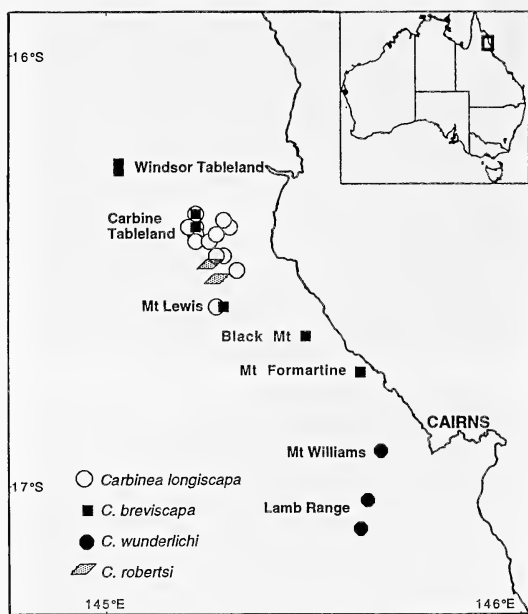 16°S
Windsor Tableland
Carbine
Tableland
Mt Lewis
Black Mt
Mt Formartine
CAIRNS
Mt Williams
Lamb Range
17°S
Carbinea longiscapa
C. breviscapa
C. wunderlichi
C. robertsi
145°E
146°E